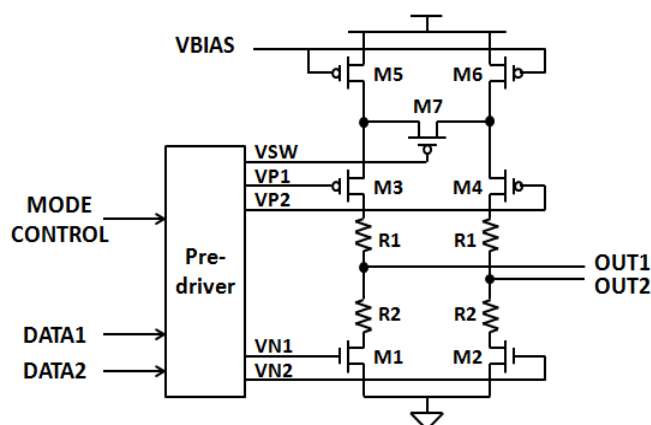 VBIAS
M5
M6
M7
VSW
VP1
VP2
M3
M4
MODE
CONTROL
R1
R1
Pre-
driver
OUT1
OUT2
R2
R2
DATA1
DATA2
VN1
VN2
M1
M2